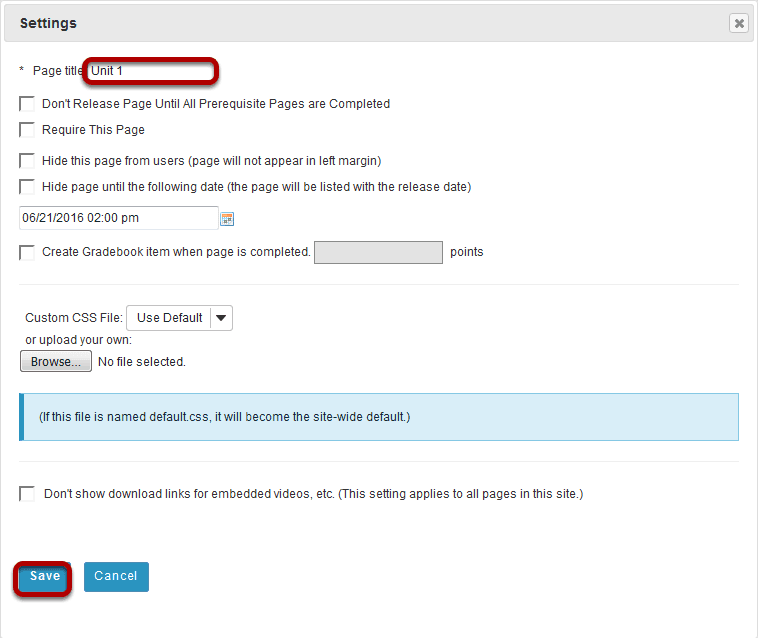 Settings
* Page title Unit 1
Don't Release Page Until All Prerequisite Pages are Completed
Require This Page
Hide this page from users (page will not appear in left margin)
Hide page until the following date (the page will be listed with the release date)
06/21/2016 02:00 pm
Create Gradebook item when page is completed. points
Custom CSS File: Use Default
or upload your own:
Browse... No file selected.
(If this file is named default.css, it will become the site-wide default.)
Don't show download links for embedded videos, etc. (This setting applies to all pages in this site.)
Save Cancel